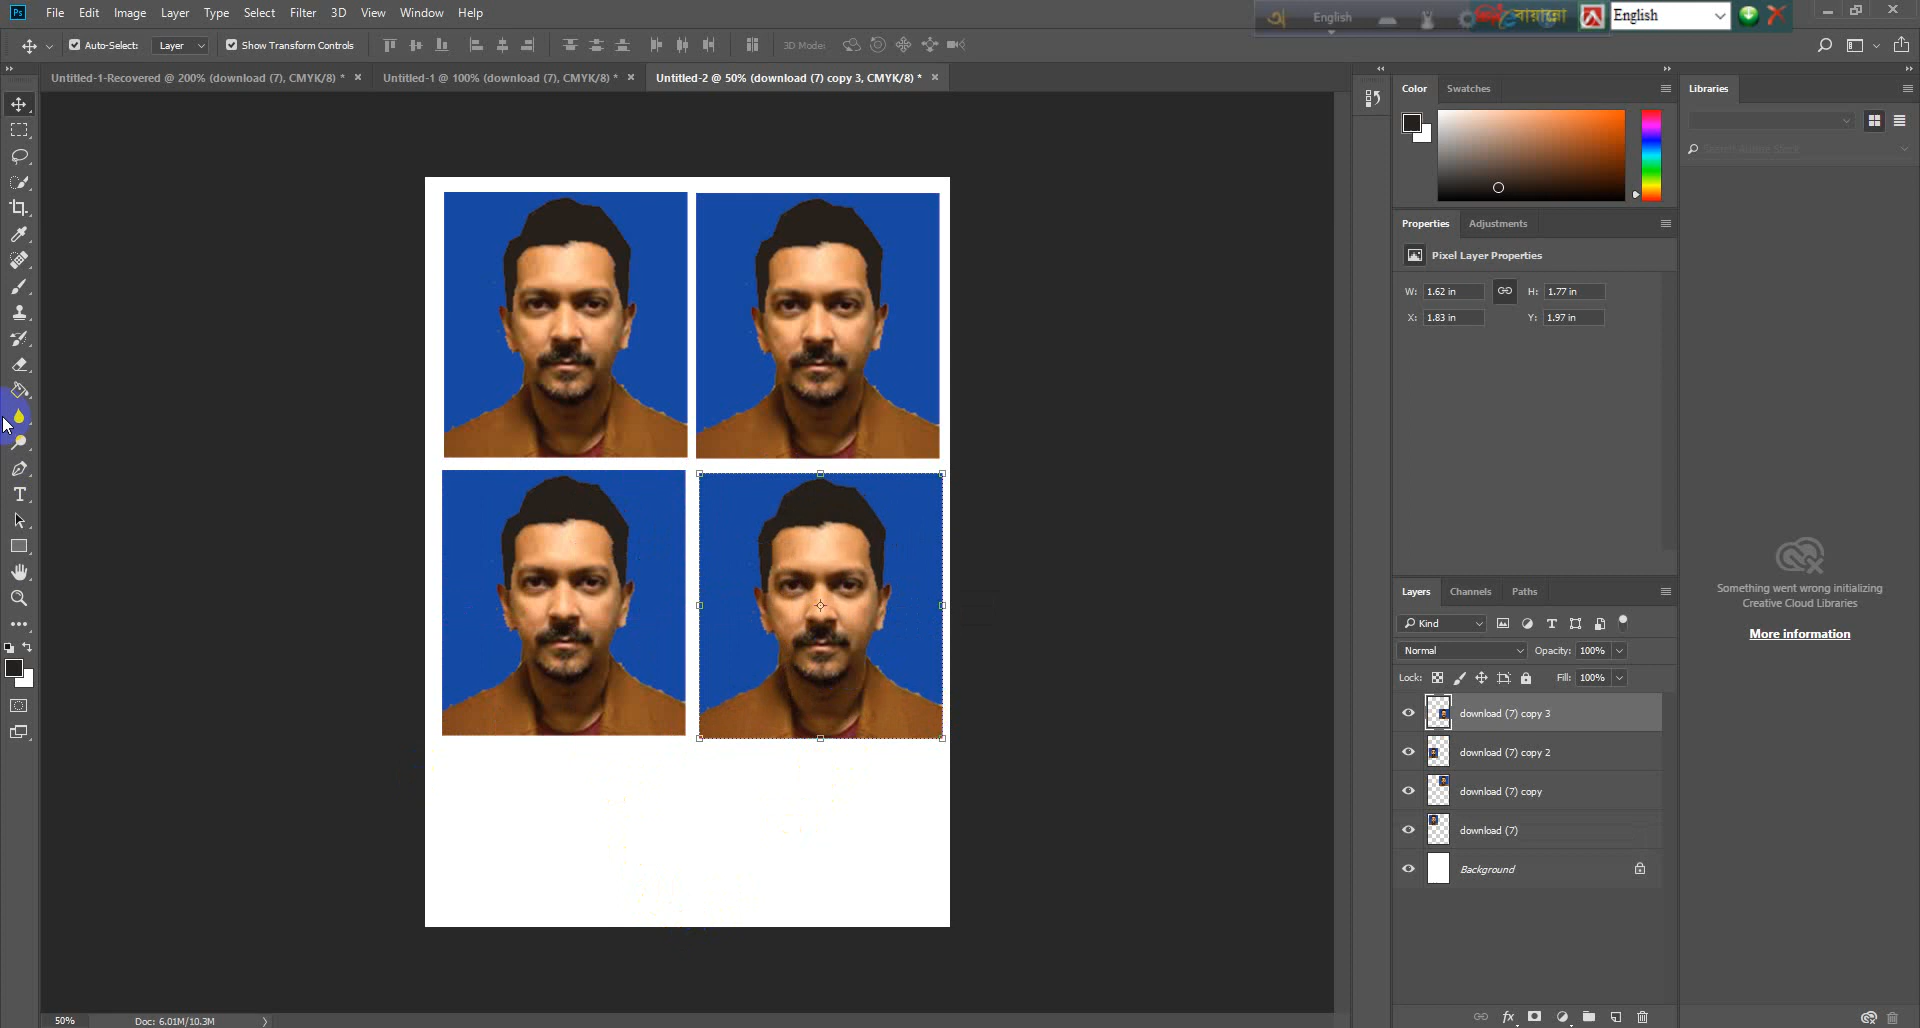 Ps File Edit Image Layer Type Select Filter 3D View Window Help
English
English
Auto-Select: Layer Show Transform Controls 3D Mode:
Untitled-1-Recovered @ 200% (download (7), CMYK/8) * ×
Untitled-1 @ 100% (download (7), CMYK/8) * ×
Untitled-2 @ 50% (download (7) copy 3, CMYK/8) * ×
Color Swatches
Libraries
Search Adobe Stock
Properties Adjustments
Pixel Layer Properties
W: 1.62 in H: 1.77 in
X: 1.83 in Y: 1.97 in
Something went wrong initializing
Creative Cloud Libraries
More information
Layers Channels Paths
Kind
Normal Opacity: 100%
Lock: Fill: 100%
download (7) copy 3
download (7) copy 2
download (7) copy
download (7)
Background
50% Doc: 6.01M/10.3M